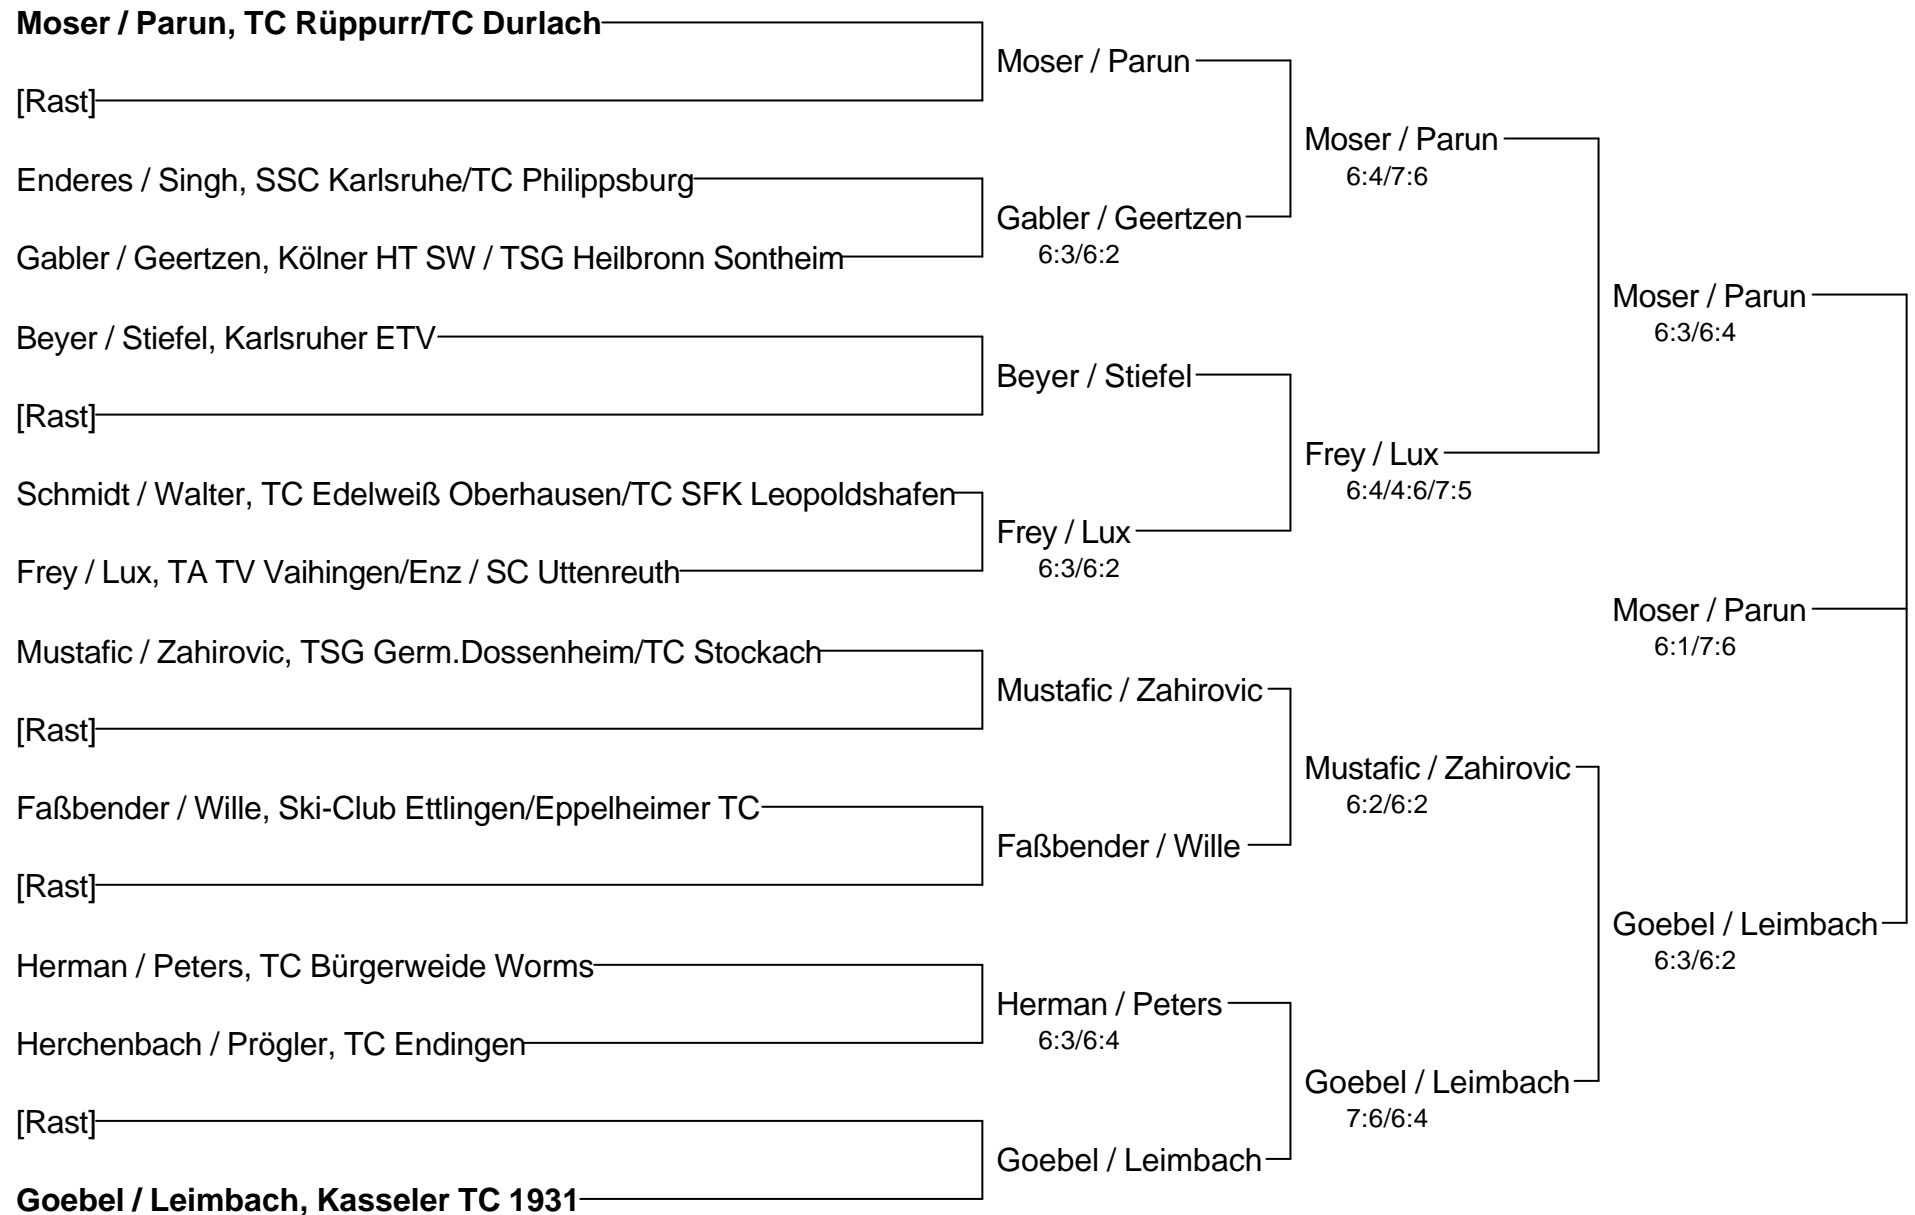 Moser / Parun, TC Rüppurr/TC Durlach
[Rast]
Enderes / Singh, SSC Karlsruhe/TC Philippsburg
Gabler / Geertzen, Kölner HT SW / TSG Heilbronn Sontheim
Beyer / Stiefel, Karlsruher ETV
[Rast]
Schmidt / Walter, TC Edelweiß Oberhausen/TC SFK Leopoldshafen
Frey / Lux, TA TV Vaihingen/Enz / SC Uttenreuth
Mustafic / Zahirovic, TSG Germ.Dossenheim/TC Stockach
[Rast]
Faßbender / Wille, Ski-Club Ettlingen/Eppelheimer TC
[Rast]
Herman / Peters, TC Bürgerweide Worms
Herchenbach / Prögler, TC Endingen
[Rast]
Goebel / Leimbach, Kasseler TC 1931
Moser / Parun
Gabler / Geertzen
6:3/6:2
Beyer / Stiefel
Frey / Lux
6:3/6:2
Mustafic / Zahirovic
Faßbender / Wille
Herman / Peters
6:3/6:4
Goebel / Leimbach
Moser / Parun
6:4/7:6
Frey / Lux
6:4/4:6/7:5
Mustafic / Zahirovic
6:2/6:2
Goebel / Leimbach
7:6/6:4
Moser / Parun
6:3/6:4
Moser / Parun
6:1/7:6
Goebel / Leimbach
6:3/6:2